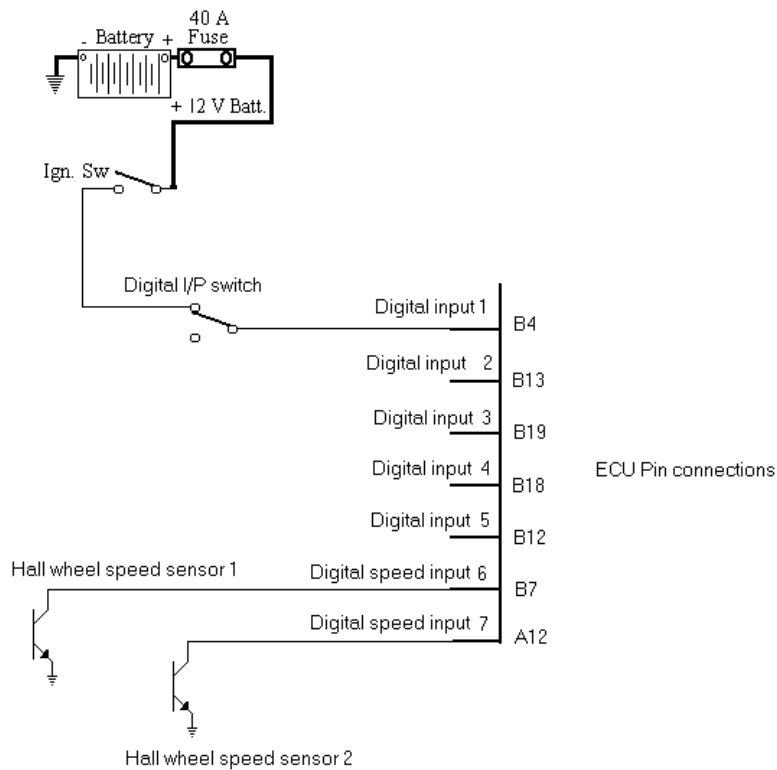 40 A
- Battery + Fuse
+ 12 V Batt.
Ign. Sw
Digital I/P switch
Digital input 1
B4
Digital input 2
B13
Digital input 3
B19
Digital input 4
B18
ECU Pin connections
Digital input 5
B12
Hall wheel speed sensor 1
Digital speed input 6
B7
Digital speed input 7
A12
Hall wheel speed sensor 2